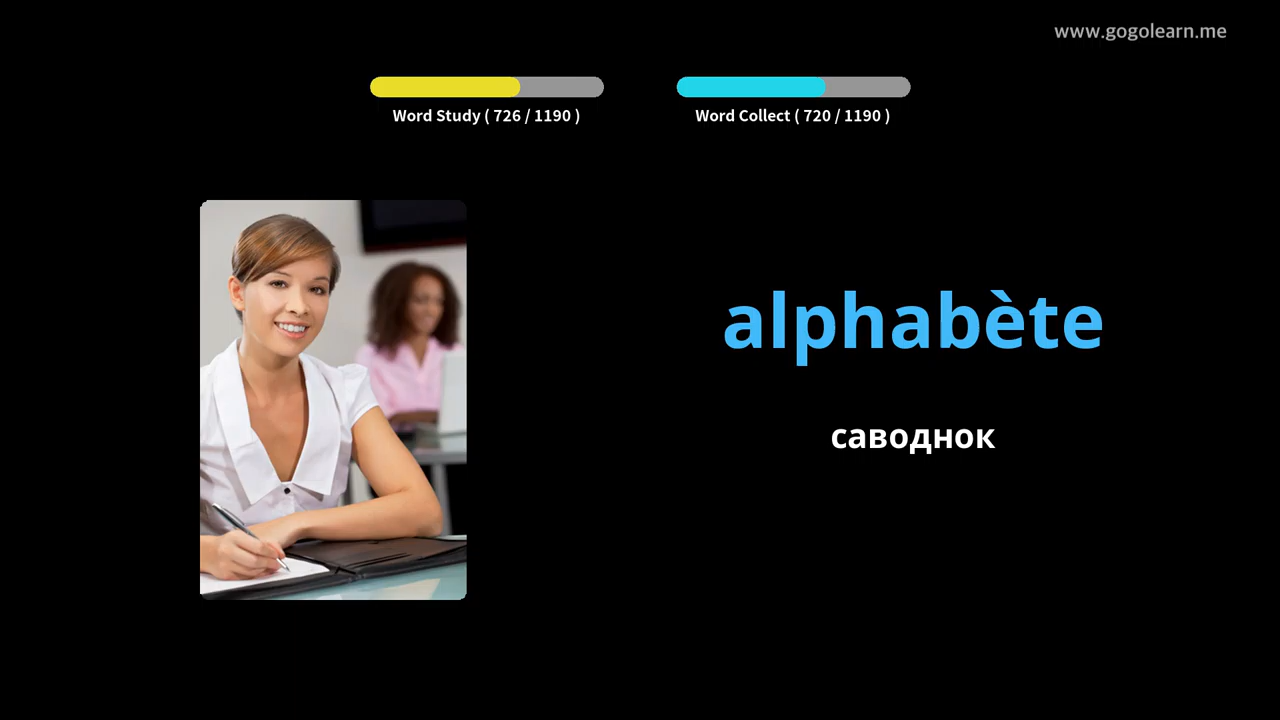 www.gogolearn.me
Word Study ( 726 / 1190 )
Word Collect ( 720 / 1190 )
alphabète
саводнок